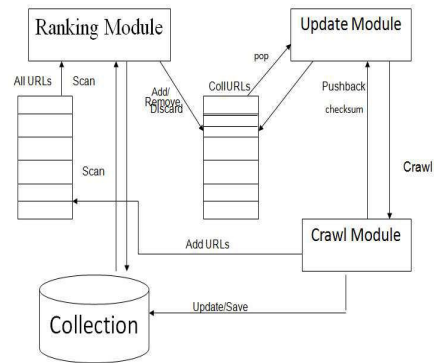 Ranking Module
Update Module
All URLs
Scan
CollURLs
pop
Add/
Remove
Discard
Pushback
checksum
Scan
Crawl
Crawl Module
Add URLs
Collection
Update/Save